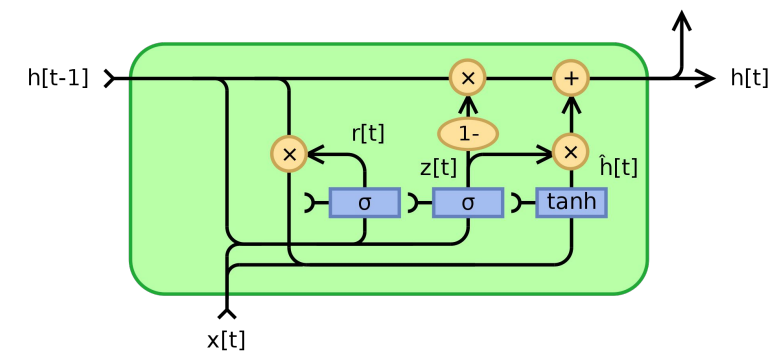 h[t-1]
×
+
h[t]
r[t]
1-
×
z[t]
×
ĥ[t]
σ
σ
tanh
x[t]